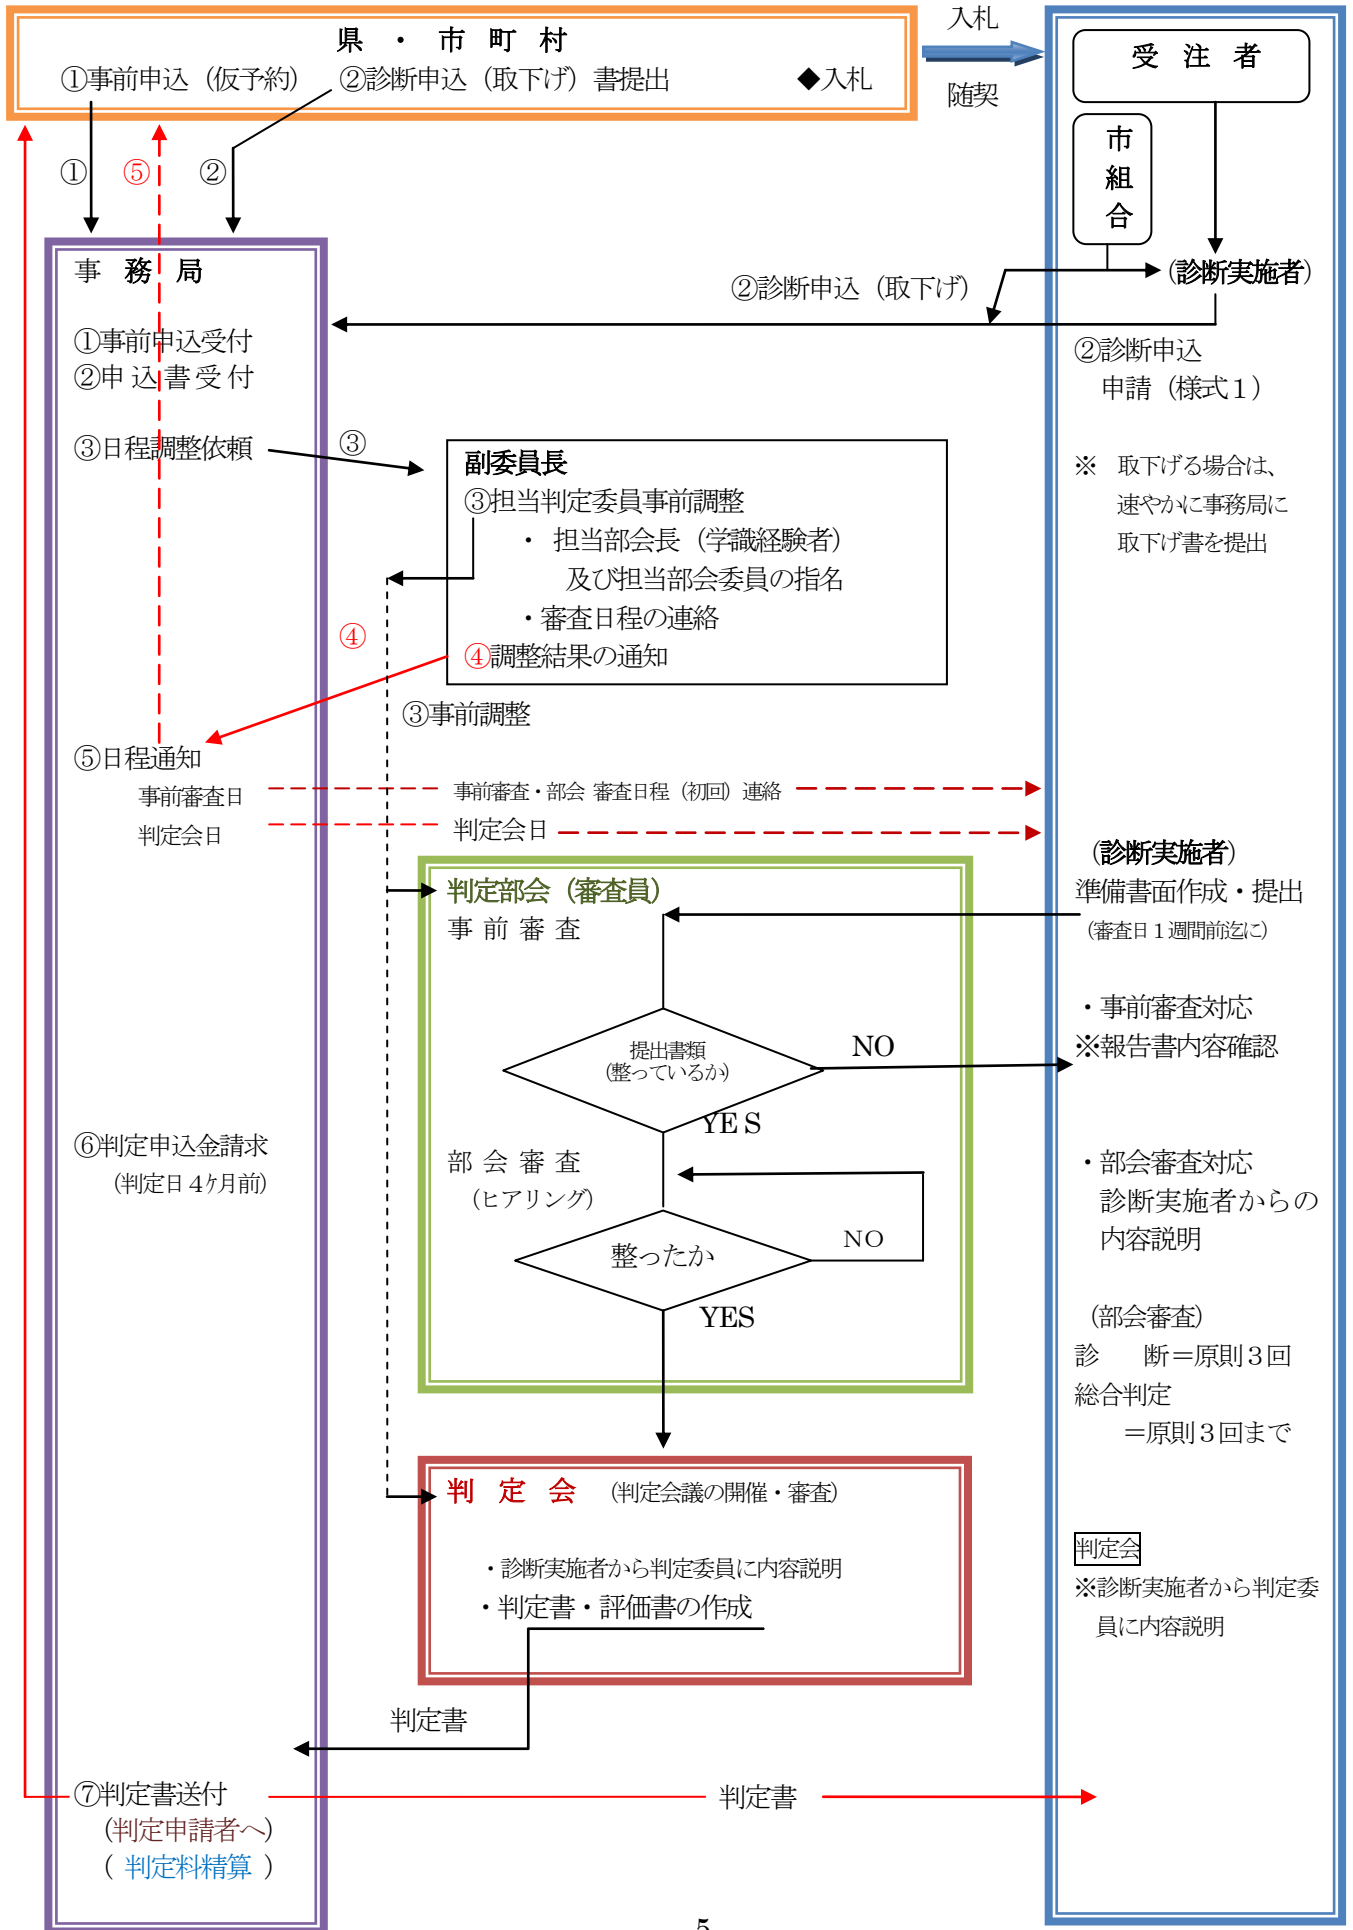 県 ・ 市 町 村
①事前申込（仮予約） ②診断申込（取下げ）書提出 ◆入札
入札
随契
受 注 者
市組合
① ⑤ ②
事 務 局
(診断実施者)
②診断申込（取下げ）
①事前申込受付
②申込書受付
②診断申込
申請（様式１）
③日程調整依頼
③
副委員長
③担当判定委員事前調整
・ 担当部会長（学識経験者）
及び担当部会委員の指名
・審査日程の連絡
④調整結果の通知
※ 取下げる場合は、
速やかに事務局に
取下げ書を提出
④
③事前調整
⑤日程通知
事前審査日
事前審査・部会 審査日程（初回）連絡
判定会日
判定会日
(診断実施者)
準備書面作成・提出
（審査日１週間前迄に）
判定部会（審査員）
事 前 審 査
提出書類
(整っているか)
NO
YES
・事前審査対応
※報告書内容確認
⑥判定申込金請求
(判定日４ヶ月前)
部 会 審 査
（ヒアリング）
整ったか
NO
YES
・部会審査対応
診断実施者からの
内容説明
（部会審査）
診 断＝原則３回
総合判定
＝原則３回まで
判 定 会 （判定会議の開催・審査）
・診断実施者から判定委員に内容説明
・判定書・評価書の作成
判定会
※診断実施者から判定委
員に内容説明
判定書
⑦判定書送付
判定書
(判定申請者へ)
( 判定料精算 )
5